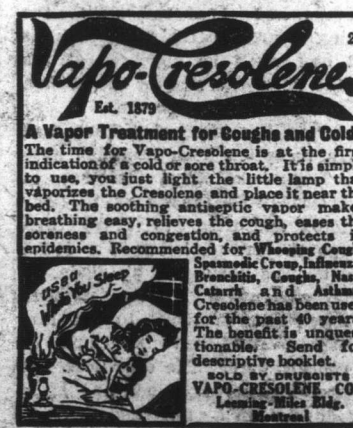 Vapo-Cresolene
Est. 1879
A Vapor Treatment for Coughs and Colds
The time for Vapo-Cresolene is at the firs
indication of a cold or sore throat. It is simp
to use, you just light the little lamp tha
vaporizes the Cresolene and place it near th
bed. The soothing antiseptic vapor make
breathing easy, relieves the cough, eases th
soreness and congestion, and protects i
epidemics. Recommended for Whooping Coug
Spasmodic Croup, Influenz
Bronchitis, Coughs, Nas
Catarrh and Asthm
Cresolene has been use
for the past 40 year
The benefit is unque
tionable. Send fo
descriptive booklet.
SOLD BY DRUGGISTS
VAPO-CRESOLENE CO
Leeming-Miles Bldg.
Montreal
Used
While You Sleep